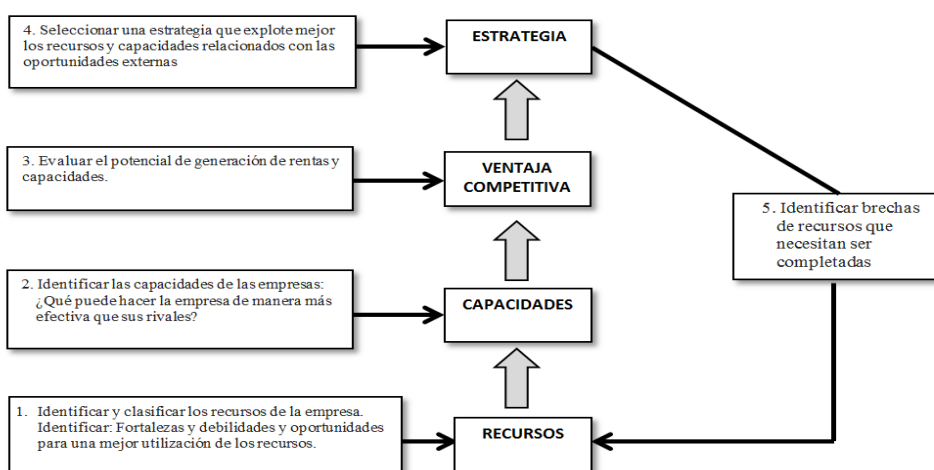 4. Seleccionar una estrategia que explote mejor
los recursos y capacidades relacionados con las
oportunidades externas
ESTRATEGIA
3. Evaluar el potencial de generación de rentas y
capacidades.
VENTAJA
COMPETITIVA
5. Identificar brechas
de recursos que
necesitan ser
completadas
2. Identificar las capacidades de las empresas:
¿Qué puede hacer la empresa de manera más
efectiva que sus rivales?
CAPACIDADES
1. Identificar y clasificar los recursos de la empresa.
Identificar: Fortalezas y debilidades y oportunidades
para una mejor utilización de los recursos.
RECURSOS